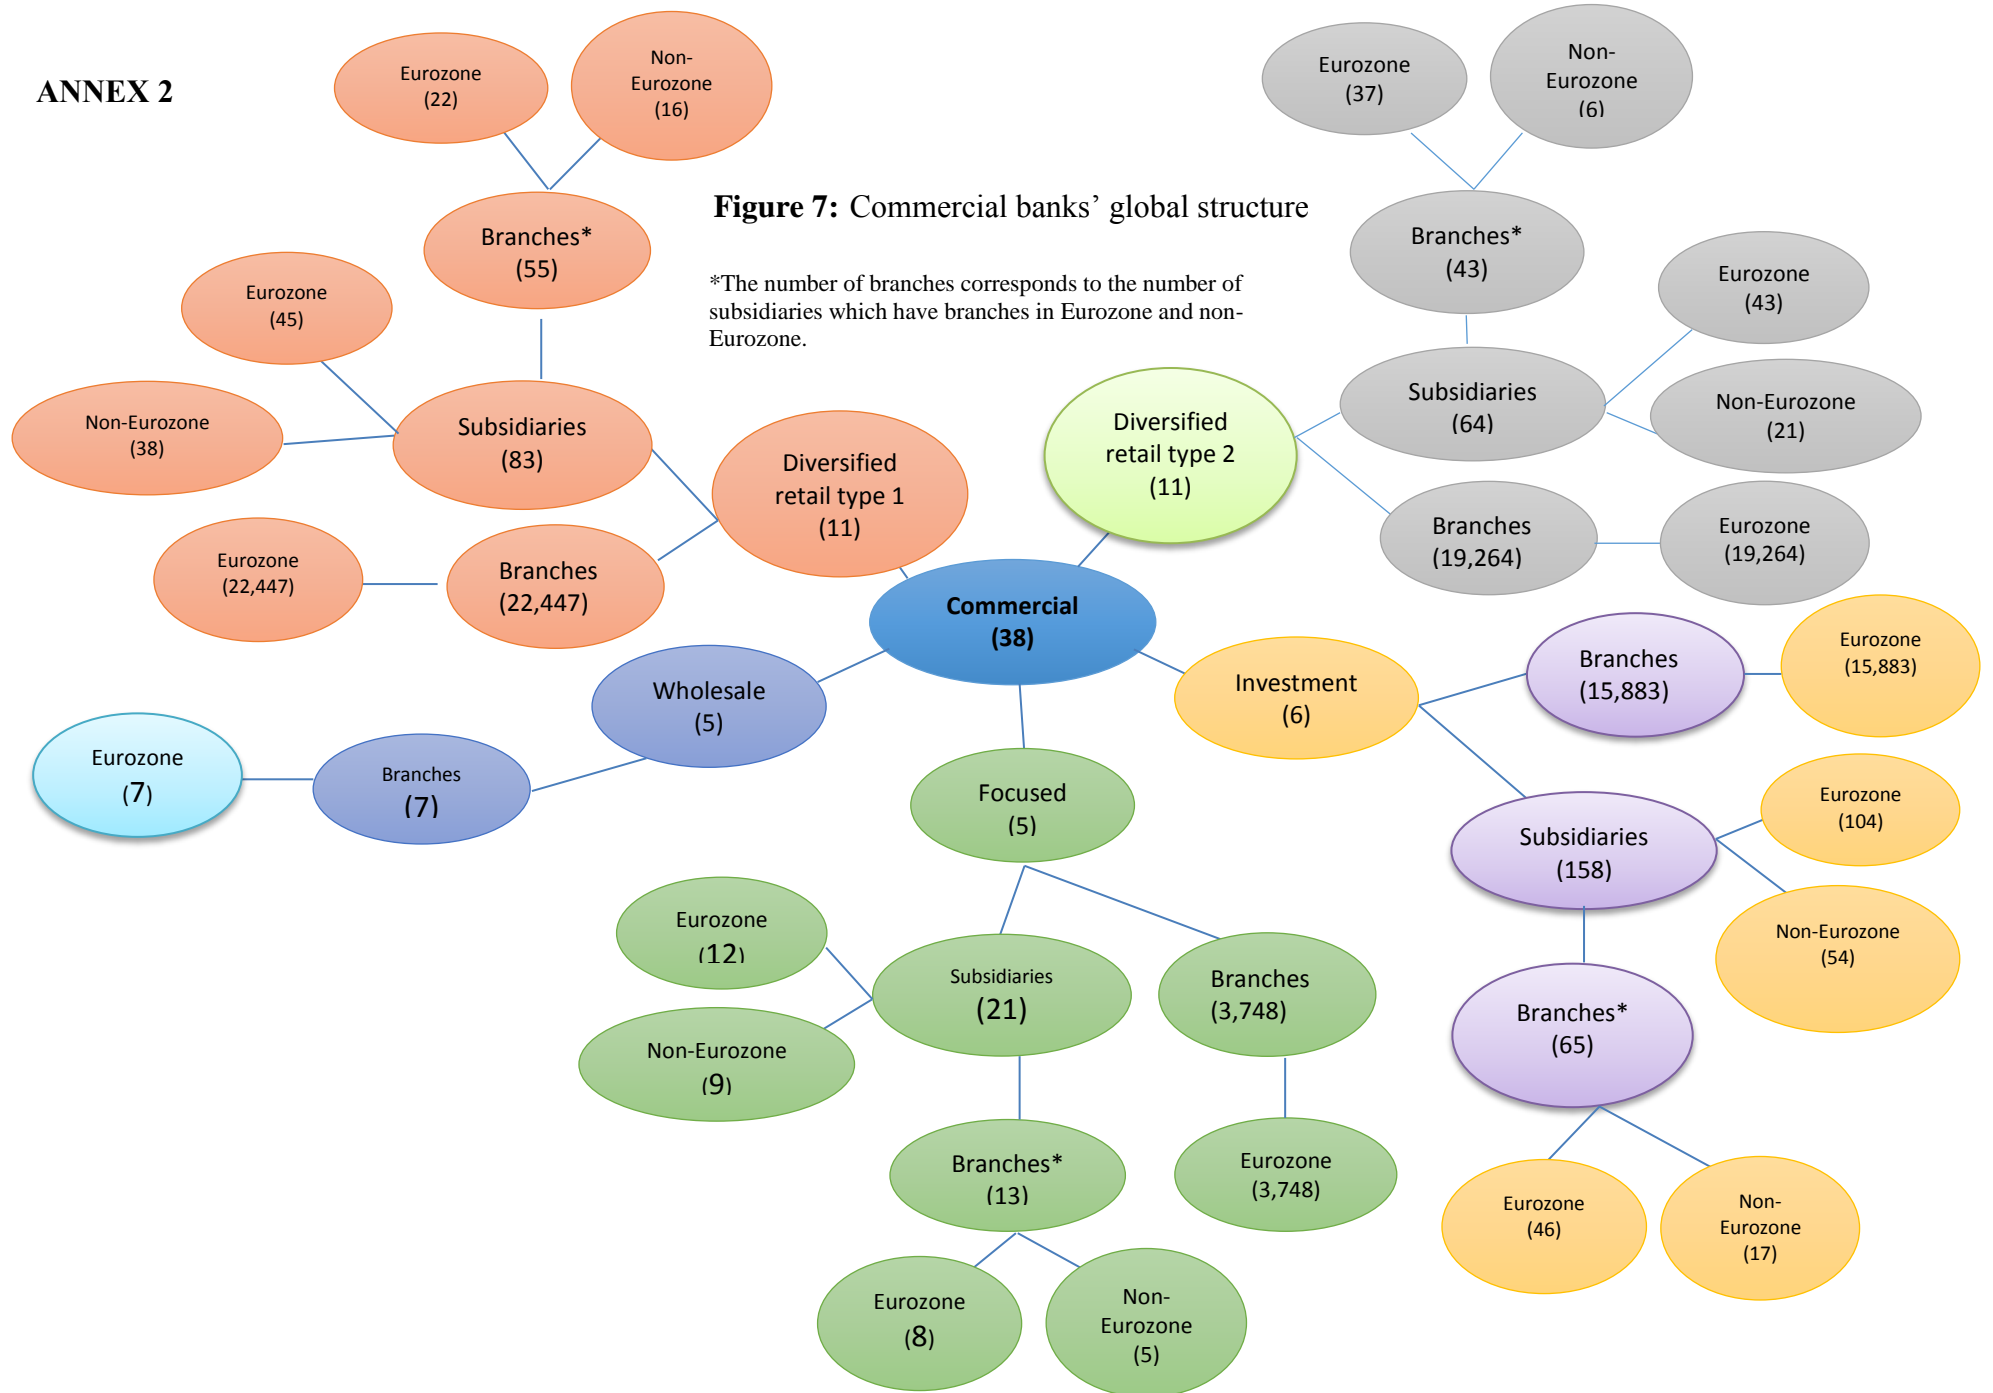 ANNEX 2
Eurozone
(22)
Non-
Eurozone
(16)
Branches*
(55)
Eurozone
(45)
Non-Eurozone
(38)
Subsidiaries
(83)
Eurozone
(22,447)
Branches
(22,447)
Diversified
retail type 1
(11)
Figure 7: Commercial banks’ global structure
*The number of branches corresponds to the number of
subsidiaries which have branches in Eurozone and non-
Eurozone.
Eurozone
(37)
Non-
Eurozone
(6)
Branches*
(43)
Eurozone
(43)
Subsidiaries
(64)
Non-Eurozone
(21)
Diversified
retail type 2
(11)
Branches
(19,264)
Eurozone
(19,264)
Commercial
(38)
Wholesale
(5)
Branches
(7)
Eurozone
(7)
Investment
(6)
Branches
(15,883)
Eurozone
(15,883)
Subsidiaries
(158)
Eurozone
(104)
Non-Eurozone
(54)
Branches*
(65)
Eurozone
(46)
Non-
Eurozone
(17)
Focused
(5)
Eurozone
(12)
Subsidiaries
(21)
Non-Eurozone
(9)
Branches
(3,748)
Eurozone
(3,748)
Branches*
(13)
Eurozone
(8)
Non-
Eurozone
(5)